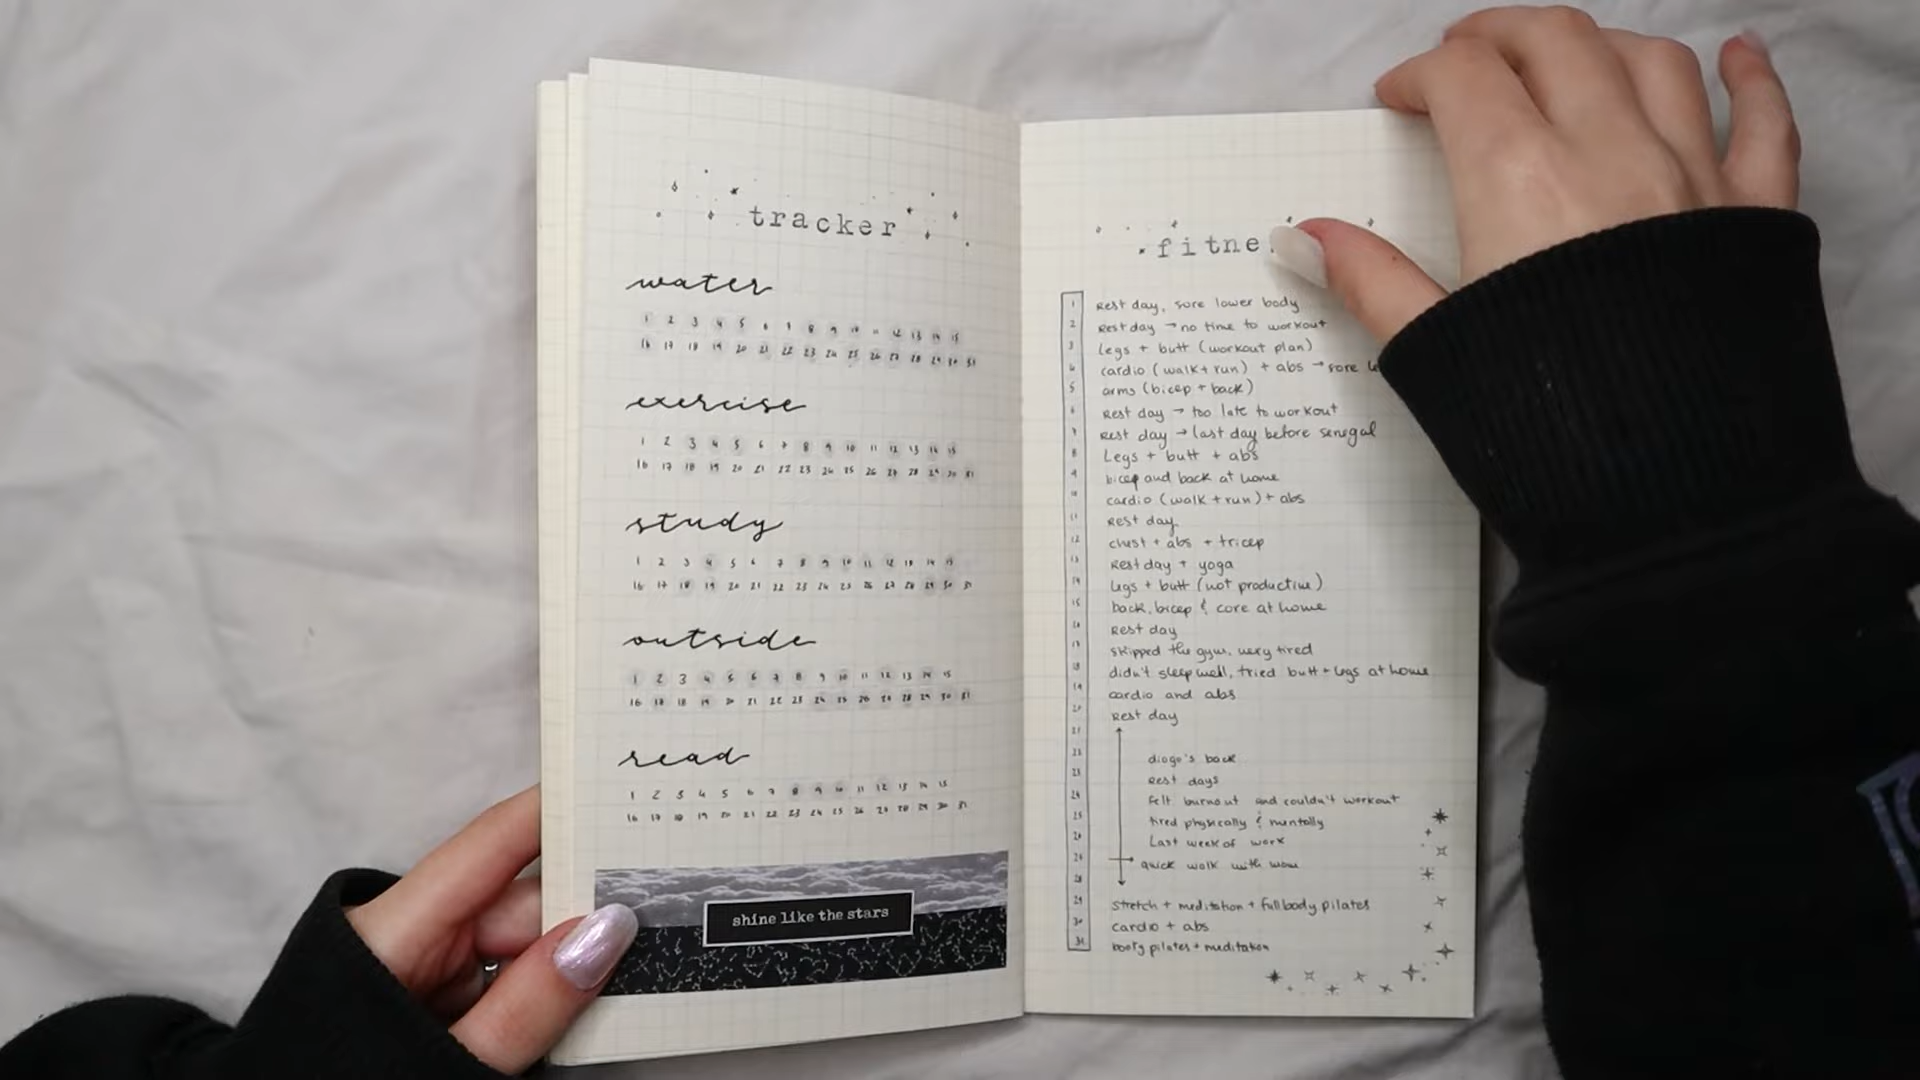 tracker
water
1 2 3 4 5 6 7 8 9 10 11 12 13 14 15
16 17 18 19 20 21 22 23 24 25 26 27 28 29 30 31
exercise
1 2 3 4 5 6 7 8 9 10 11 12 13 14 15
16 17 18 19 20 21 22 23 24 25 26 27 28 29 30 31
study
1 2 3 4 5 6 7 8 9 10 11 12 13 14 15
16 17 18 19 20 21 22 23 24 25 26 27 28 29 30 31
outside
1 2 3 4 5 6 7 8 9 10 11 12 13 14 15
16 17 18 19 20 21 22 23 24 25 26 27 28 29 30 31
read
1 2 3 4 5 6 7 8 9 10 11 12 13 14 15
16 17 18 19 20 21 22 23 24 25 26 27 28 29 30 31
shine like the stars
fitne
1 Rest day, sore lower body
2 Rest day → no time to workout
3 legs + butt (workout plan)
4 cardio (walk + run) + abs → sore
5 arms (bicep + back)
6 Rest day → too late to workout
7 Rest day → last day before senegal
8 Legs + butt + abs
9 bicep and back at home
10 cardio (walk + run) + abs
11 Rest day
12 chest + abs + tricep
13 Rest day + yoga
14 legs + butt (not productive)
15 back, bicep & core at home
16 Rest day
17 skipped the gym, very tired
18 didn't sleep well, tried butt + legs at home
19 cardio and abs
20 Rest day
21
22 diogo's back
23 Rest days
24 felt burnout and couldn't workout
25 tired physically & mentally
26 Last week of work
27 quick walk with mom
28
29 stretch + meditation + fullbody pilates
30 cardio + abs
31 booty pilates + meditation